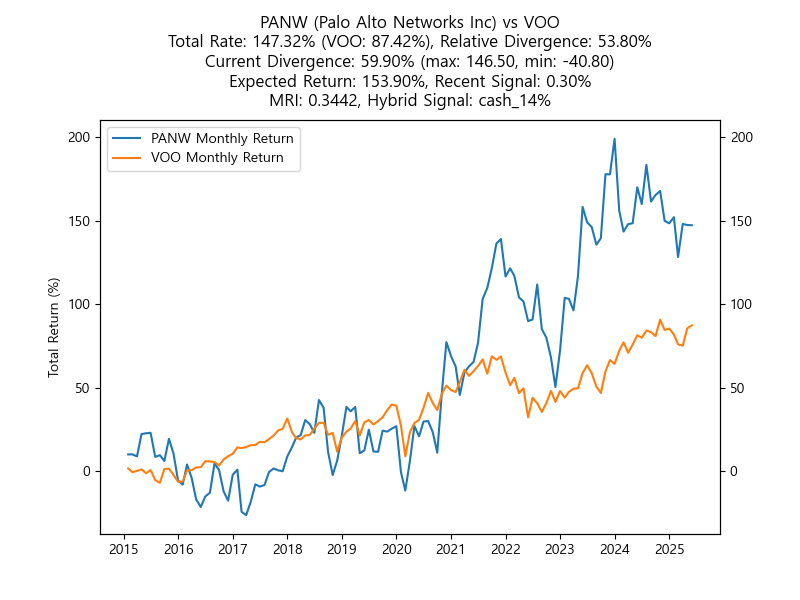 PANW (Palo Alto Networks Inc) vs VOO
Total Rate: 147.32% (VOO: 87.42%), Relative Divergence: 53.80%
Current Divergence: 59.90% (max: 146.50, min: -40.80)
Expected Return: 153.90%, Recent Signal: 0.30%
MRI: 0.3442, Hybrid Signal: cash_14%
PANW Monthly Return
VOO Monthly Return
Total Return (%)
200
150
100
50
0
200
150
100
50
0
2015 2016 2017 2018 2019 2020 2021 2022 2023 2024 2025